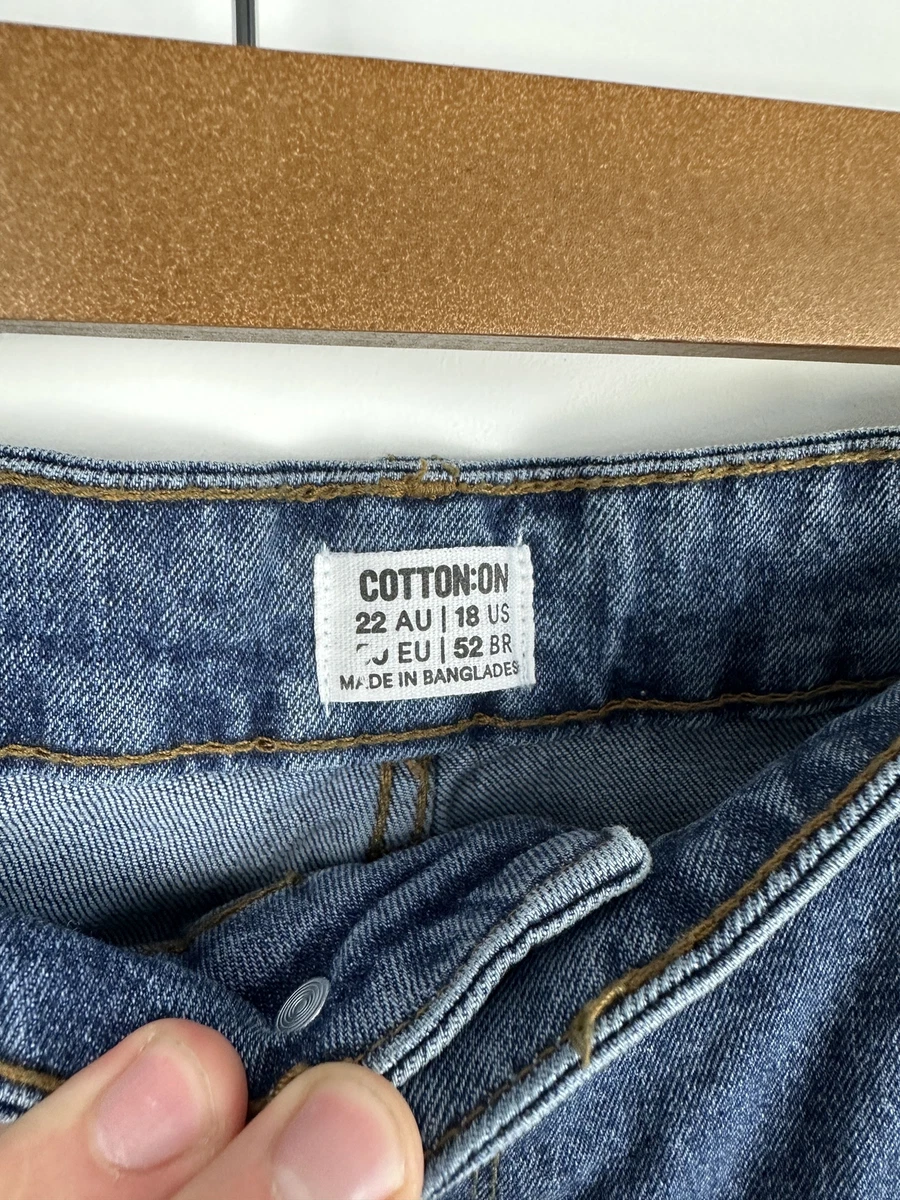 COTTON:ON
22 AU | 18 US
EU | 52 BR
MADE IN BANGLADES